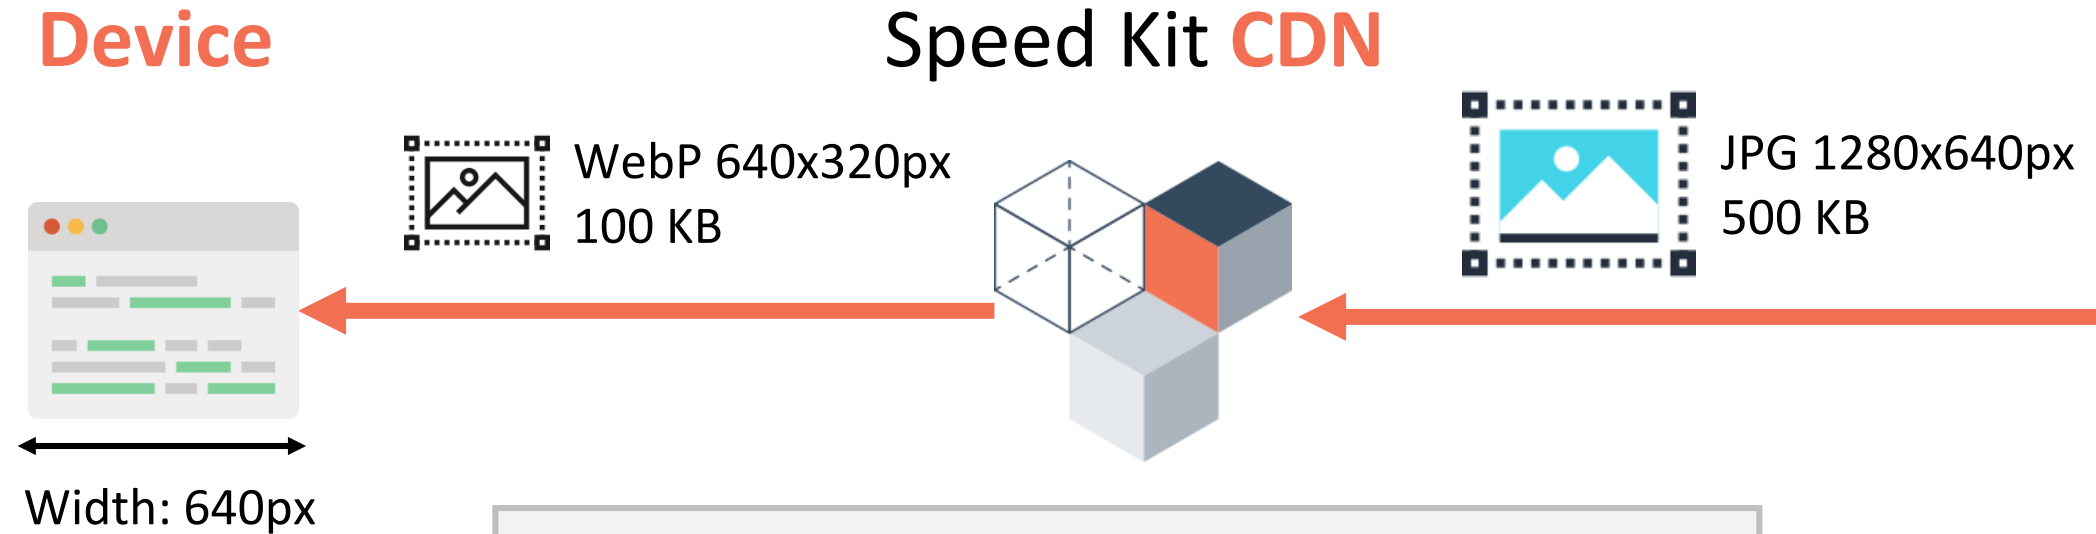 Device
Speed Kit CDN
WebP 640x320px
100 KB
JPG 1280x640px
500 KB
Width: 640px